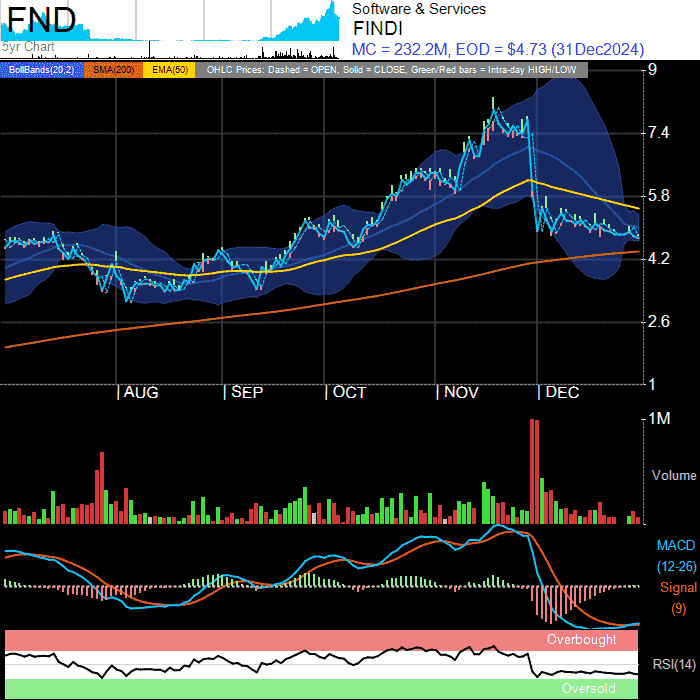 FND
5yr Chart
Software & Services
FINDI
MC = 232.2M, EOD = $4.73 (31Dec2024)
BollBands(20,2) SMA(200) EMA(50) OHLC Prices: Dashed = OPEN, Solid = CLOSE, Green/Red bars = Intra-day HIGH/LOW
9
7.4
5.8
4.2
2.6
1
AUG SEP OCT NOV DEC
1M
Volume
MACD
(12-26)
Signal
(9)
Overbought
RSI(14)
Oversold